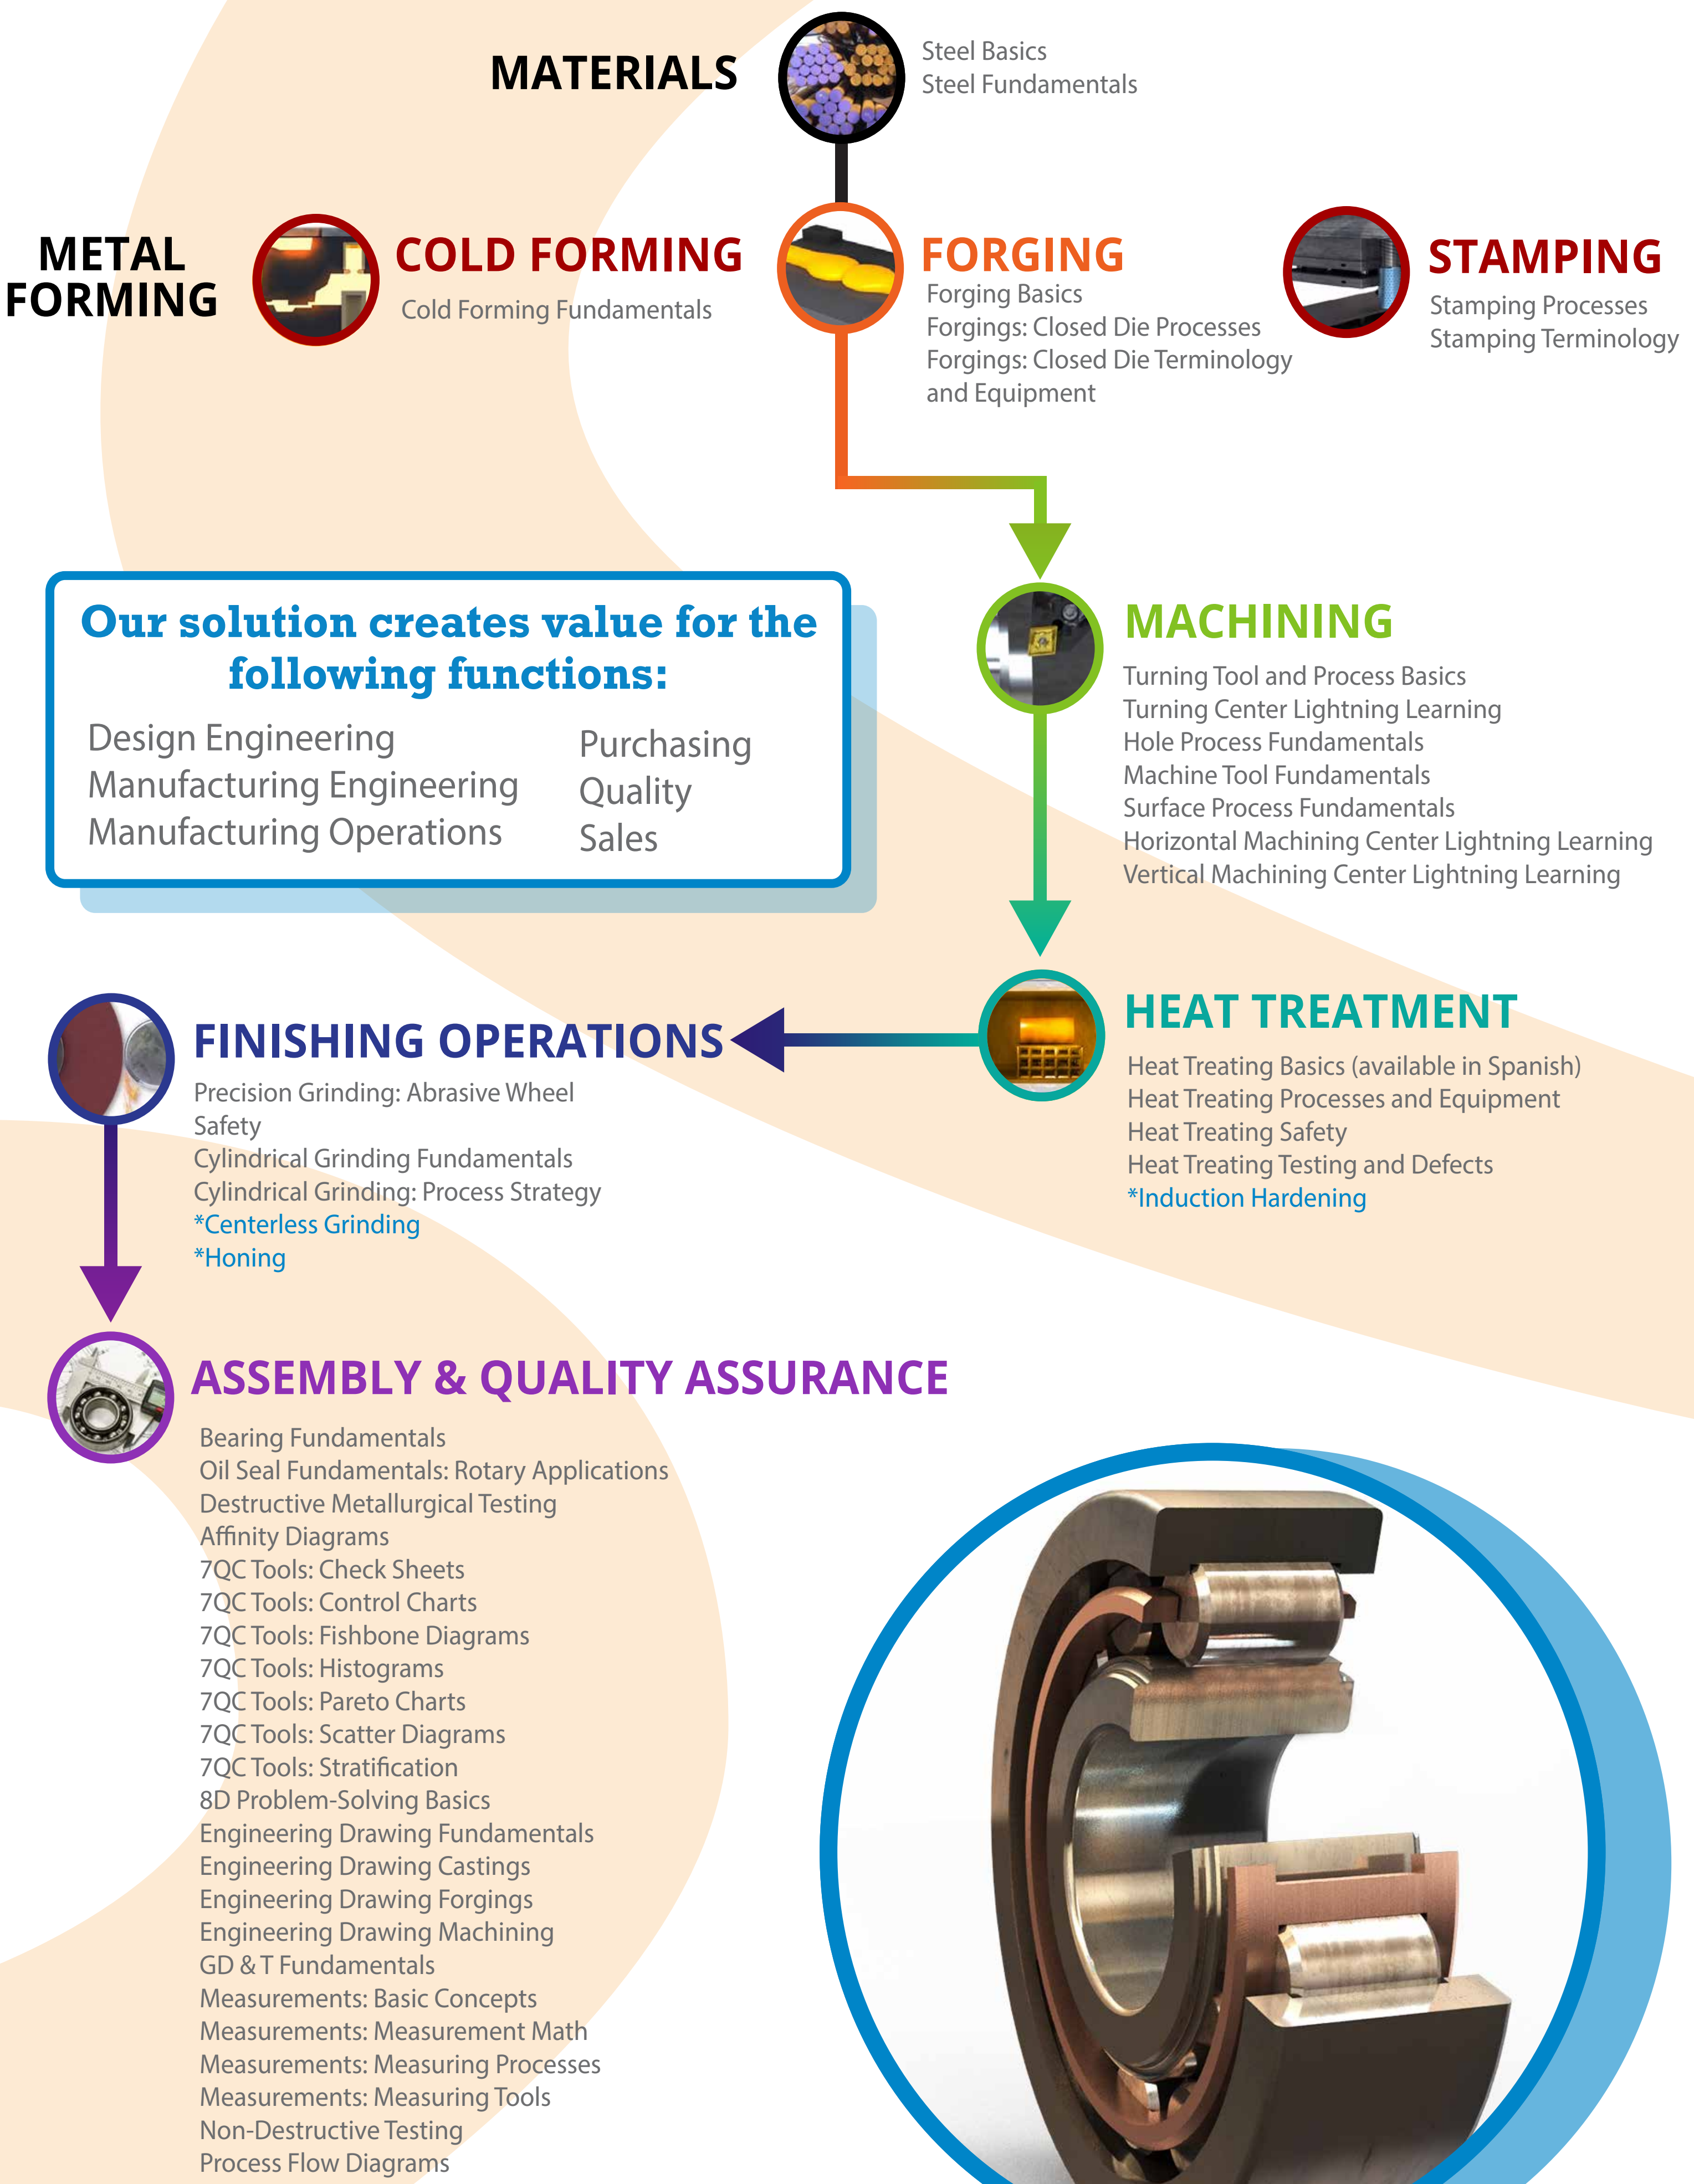 MATERIALS
Steel Basics
Steel Fundamentals
METAL
FORMING
COLD FORMING
Cold Forming Fundamentals
FORGING
Forging Basics
Forgings: Closed Die Processes
Forgings: Closed Die Terminology
and Equipment
STAMPING
Stamping Processes
Stamping Terminology
Our solution creates value for the
following functions:
Design Engineering
Manufacturing Engineering
Manufacturing Operations
Purchasing
Quality
Sales
MACHINING
Turning Tool and Process Basics
Turning Center Lightning Learning
Hole Process Fundamentals
Machine Tool Fundamentals
Surface Process Fundamentals
Horizontal Machining Center Lightning Learning
Vertical Machining Center Lightning Learning
HEAT TREATMENT
Heat Treating Basics (available in Spanish)
Heat Treating Processes and Equipment
Heat Treating Safety
Heat Treating Testing and Defects
*Induction Hardening
FINISHING OPERATIONS
Precision Grinding: Abrasive Wheel
Safety
Cylindrical Grinding Fundamentals
Cylindrical Grinding: Process Strategy
*Centerless Grinding
*Honing
ASSEMBLY & QUALITY ASSURANCE
Bearing Fundamentals
Oil Seal Fundamentals: Rotary Applications
Destructive Metallurgical Testing
Affinity Diagrams
7QC Tools: Check Sheets
7QC Tools: Control Charts
7QC Tools: Fishbone Diagrams
7QC Tools: Histograms
7QC Tools: Pareto Charts
7QC Tools: Scatter Diagrams
7QC Tools: Stratification
8D Problem-Solving Basics
Engineering Drawing Fundamentals
Engineering Drawing Castings
Engineering Drawing Forgings
Engineering Drawing Machining
GD & T Fundamentals
Measurements: Basic Concepts
Measurements: Measurement Math
Measurements: Measuring Processes
Measurements: Measuring Tools
Non-Destructive Testing
Process Flow Diagrams